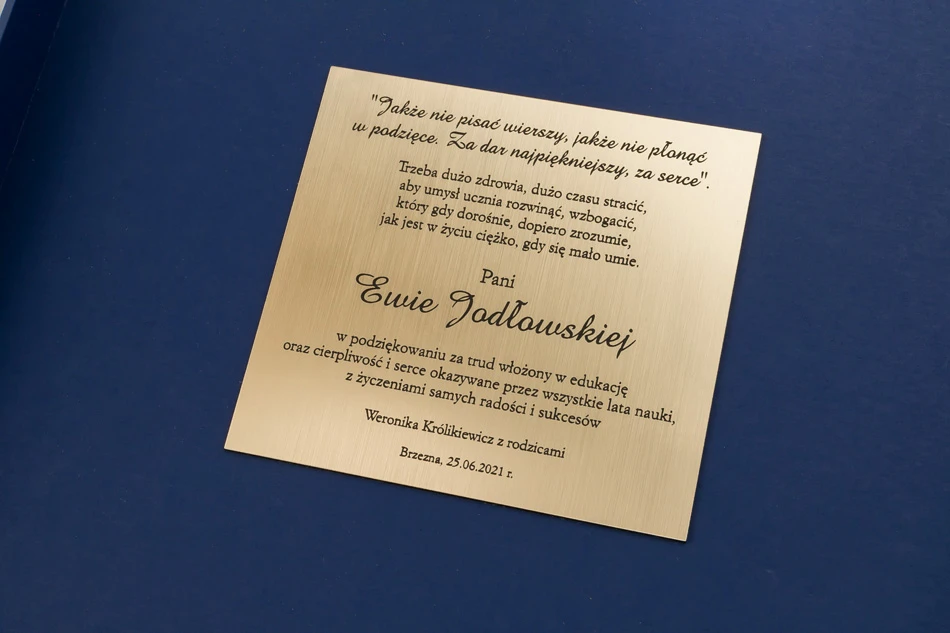 "Jakże nie pisać wierszy, jakże nie płonąć
w podzięce. Za dar najpiękniejszy, za serce".
Trzeba dużo zdrowia, dużo czasu stracić,
aby umysł ucznia rozwinąć, wzbogacić,
który gdy dorośnie, dopiero zrozumie,
jak jest w życiu ciężko, gdy się mało umie.
Pani
Ewie Jodłowskiej
w podziękowaniu za trud włożony w edukację
oraz cierpliwość i serce okazywane przez wszystkie lata nauki,
z życzeniami samych radości i sukcesów
Weronika Królikiewicz z rodzicami
Brzezna, 25.06.2021 r.